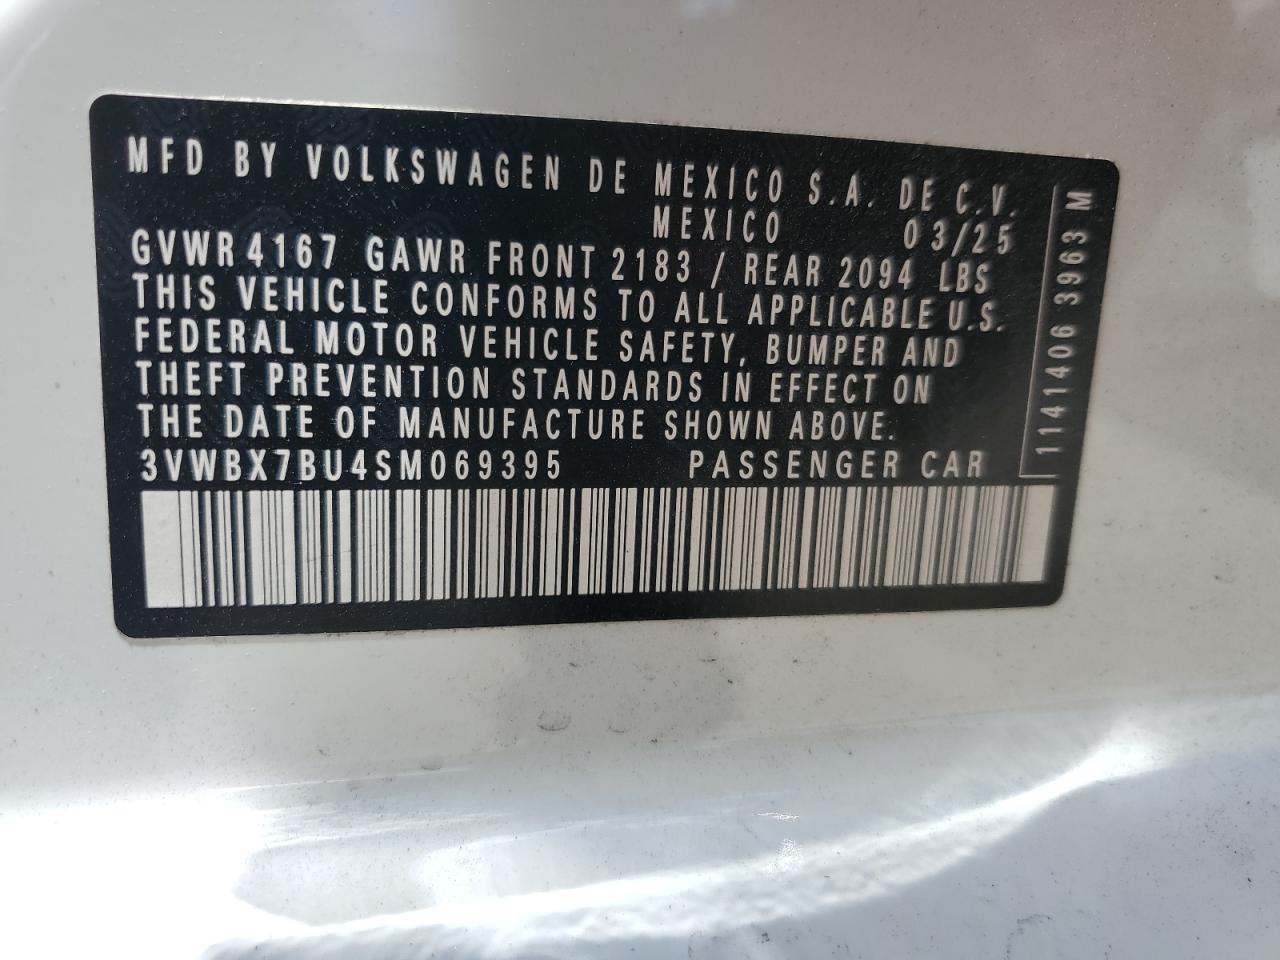 MFD BY VOLKSWAGEN DE MEXICO S.A. DE C.V.
MEXICO 03/25
GVWR 4167 GAWR FRONT 2183 / REAR 2094 LBS
THIS VEHICLE CONFORMS TO ALL APPLICABLE U.S.
FEDERAL MOTOR VEHICLE SAFETY, BUMPER AND
THEFT PREVENTION STANDARDS IN EFFECT ON
THE DATE OF MANUFACTURE SHOWN ABOVE.
3VWBX7BU4SM069395 PASSENGER CAR
1141406 3963 M